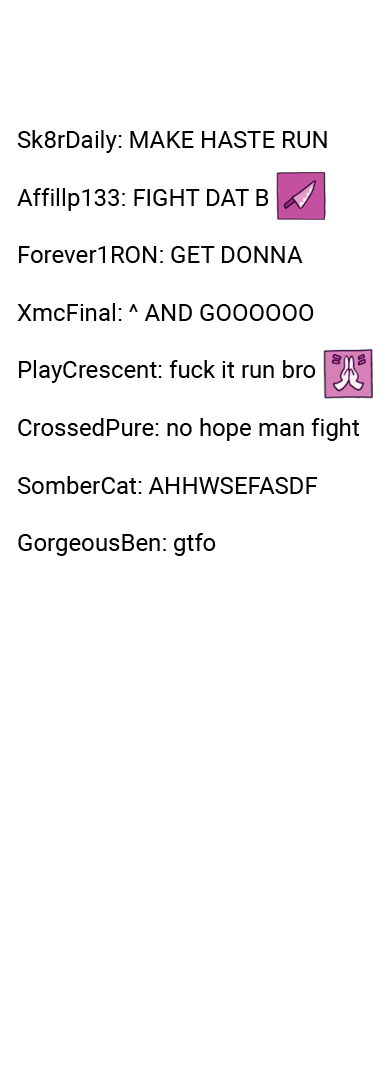 Sk8rDaily: MAKE HASTE RUN
Affillp133: FIGHT DAT B
Forever1RON: GET DONNA
XmcFinal: ^ AND GOOOOOO
PlayCrescent: fuck it run bro
CrossedPure: no hope man fight
SomberCat: AHHWSEFASDF
GorgeousBen: gtfo